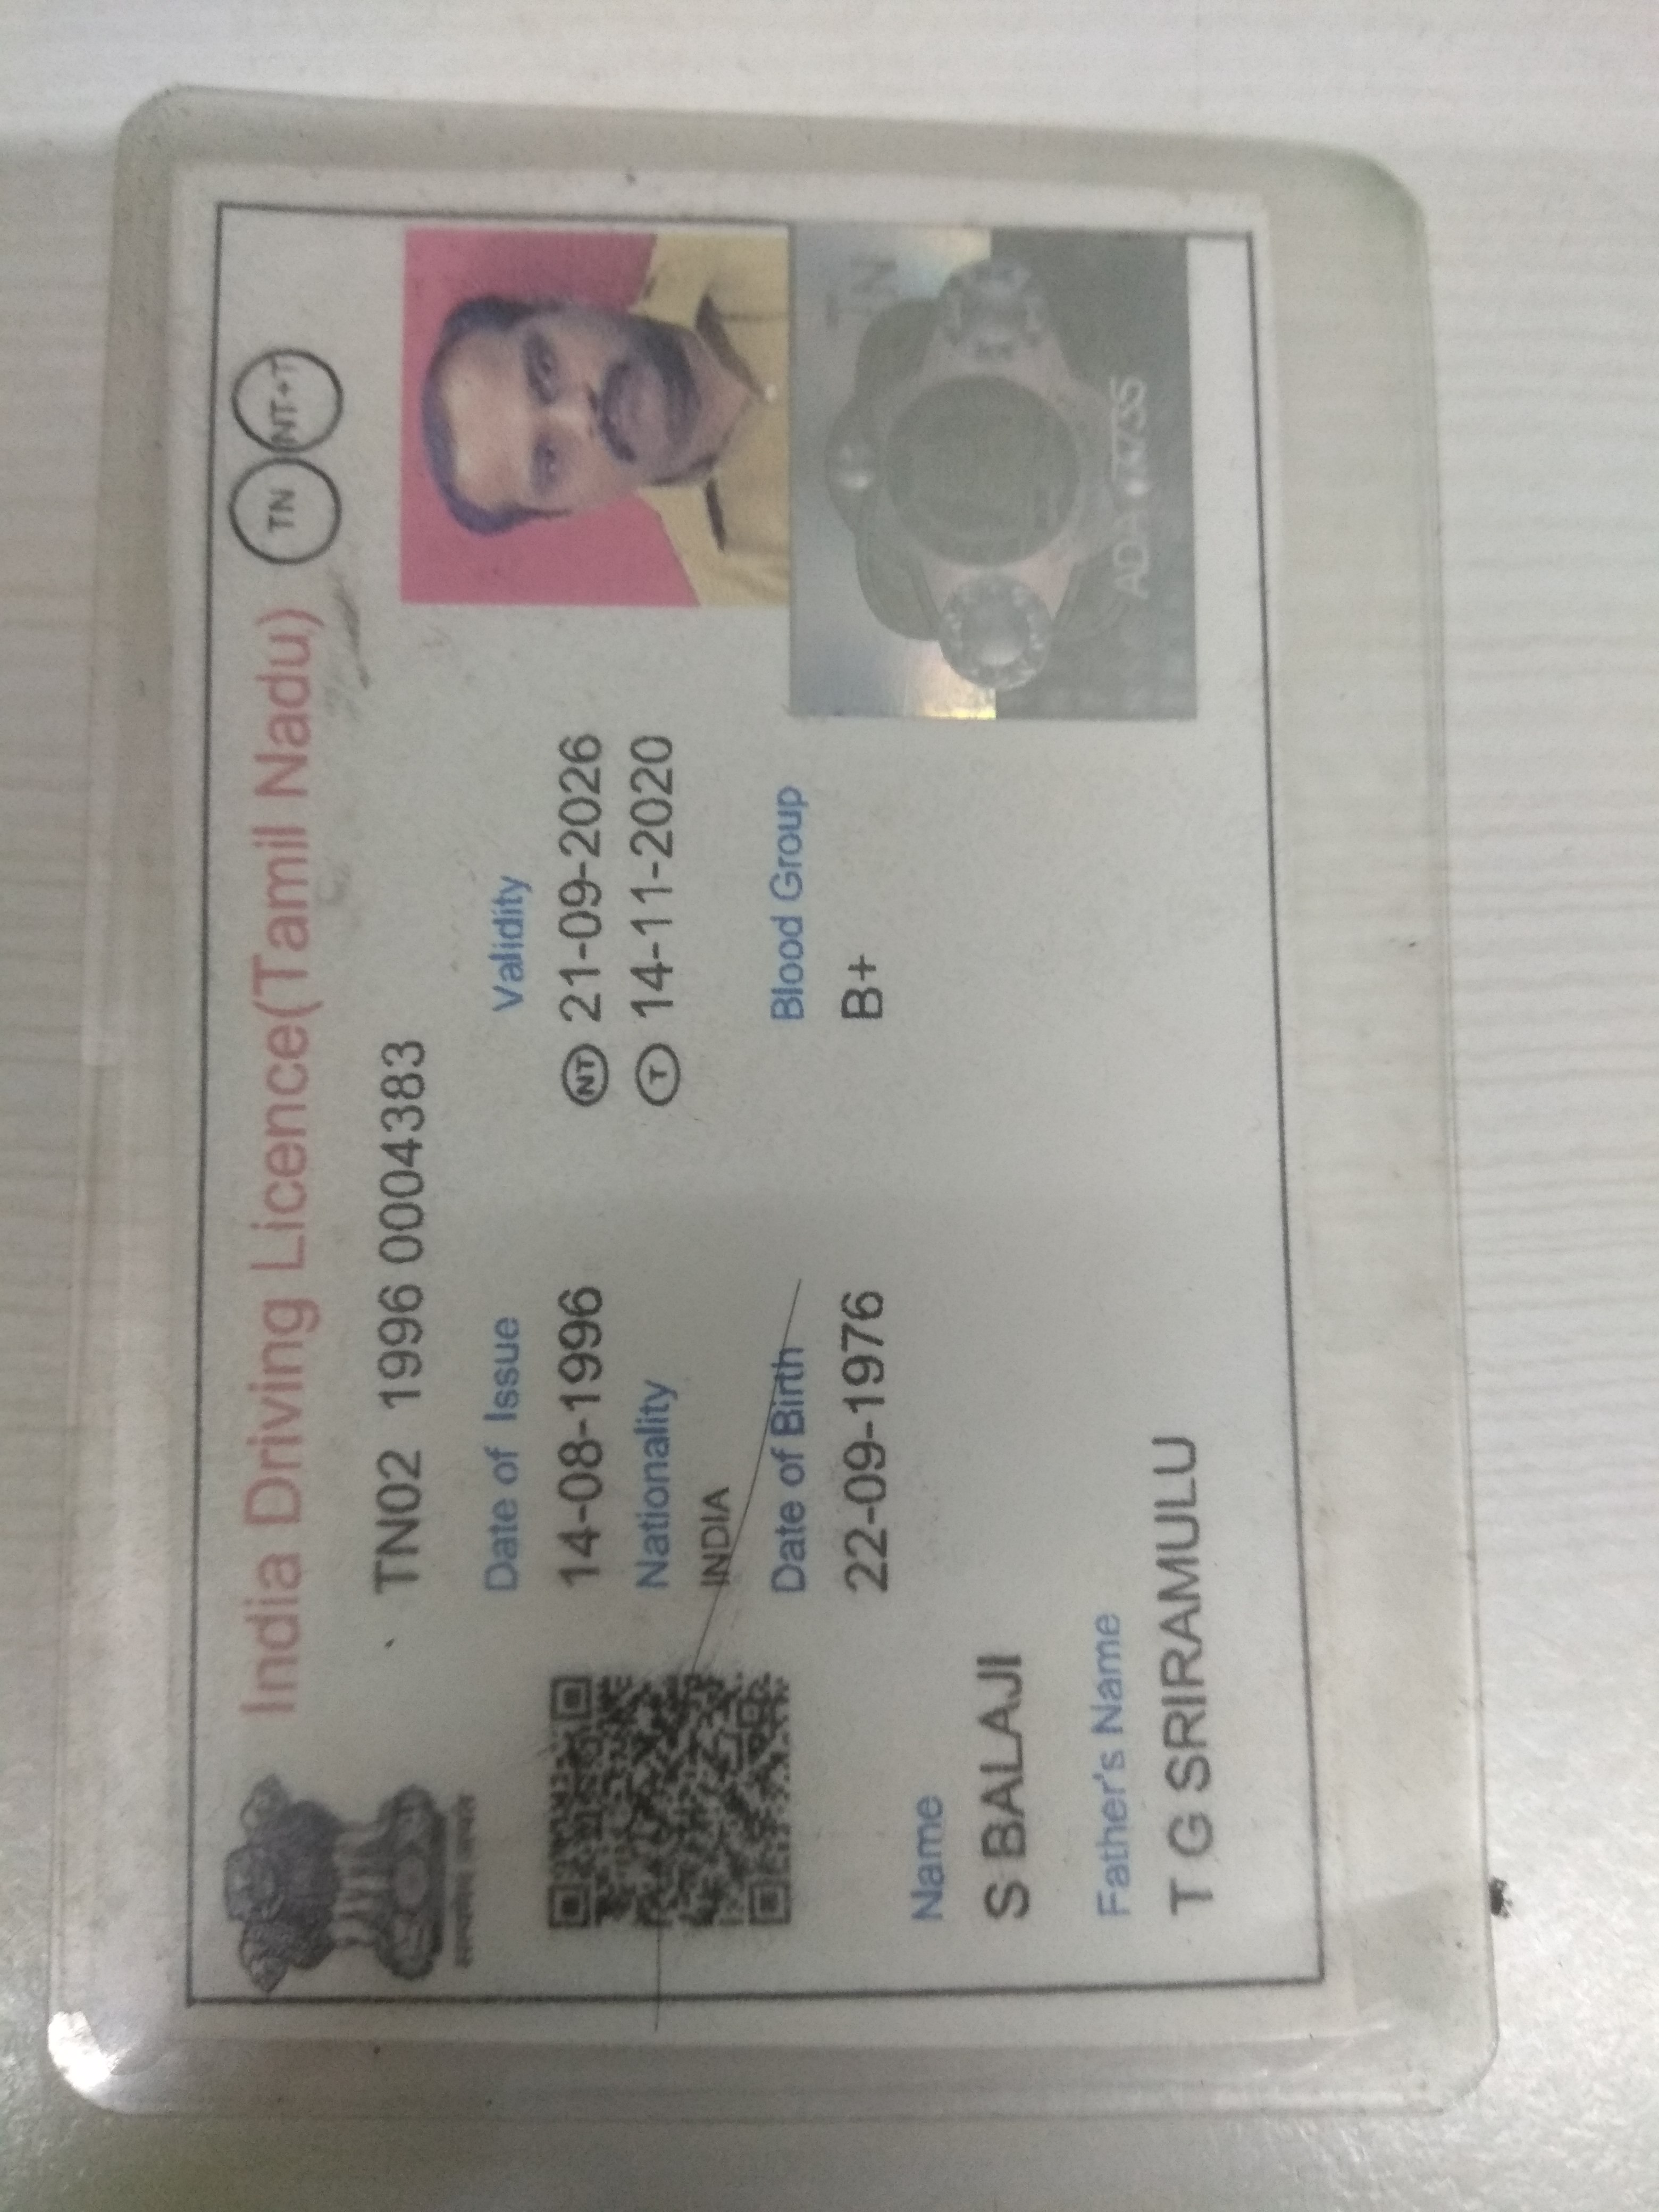 India Driving Licence(Tamil Nadu)
TN NT+T
TN02 1996 0004383
Date of Issue Validity
14-08-1996 NT 21-09-2026
Nationality T 14-11-2020
INDIA
Date of Birth Blood Group
22-09-1976 B+
TN
Name
S BALAJI
Father's Name
T G SRIRAMULU